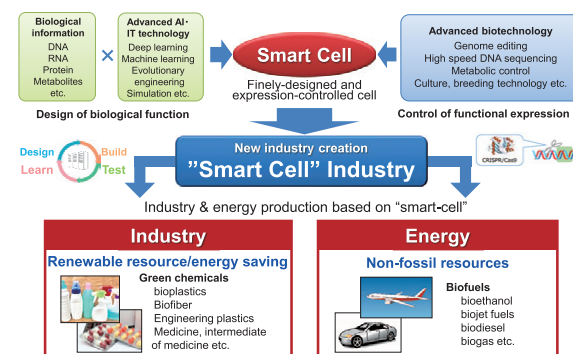 Biological
information
DNA
RNA
Protein
Metabolites
etc.
×
Advanced AI·
IT technology
Deep learning
Machine learning
Evolutionary
engineering
Simulation etc.
Design of biological function
Smart Cell
Finely-designed and
expression-controlled cell
Advanced biotechnology
Genome editing
High speed DNA sequencing
Metabolic control
Culture, breeding technology etc.
Control of functional expression
Design
Build
Learn
Test
New industry creation
”Smart Cell” Industry
CRISPR/Cas9
Industry & energy production based on “smart-cell”
Industry
Renewable resource/energy saving
Green chemicals
bioplastics
Biofiber
Engineering plastics
Medicine, intermediate
of medicine etc.
Energy
Non-fossil resources
Biofuels
bioethanol
biojet fuels
biodiesel
biogas etc.